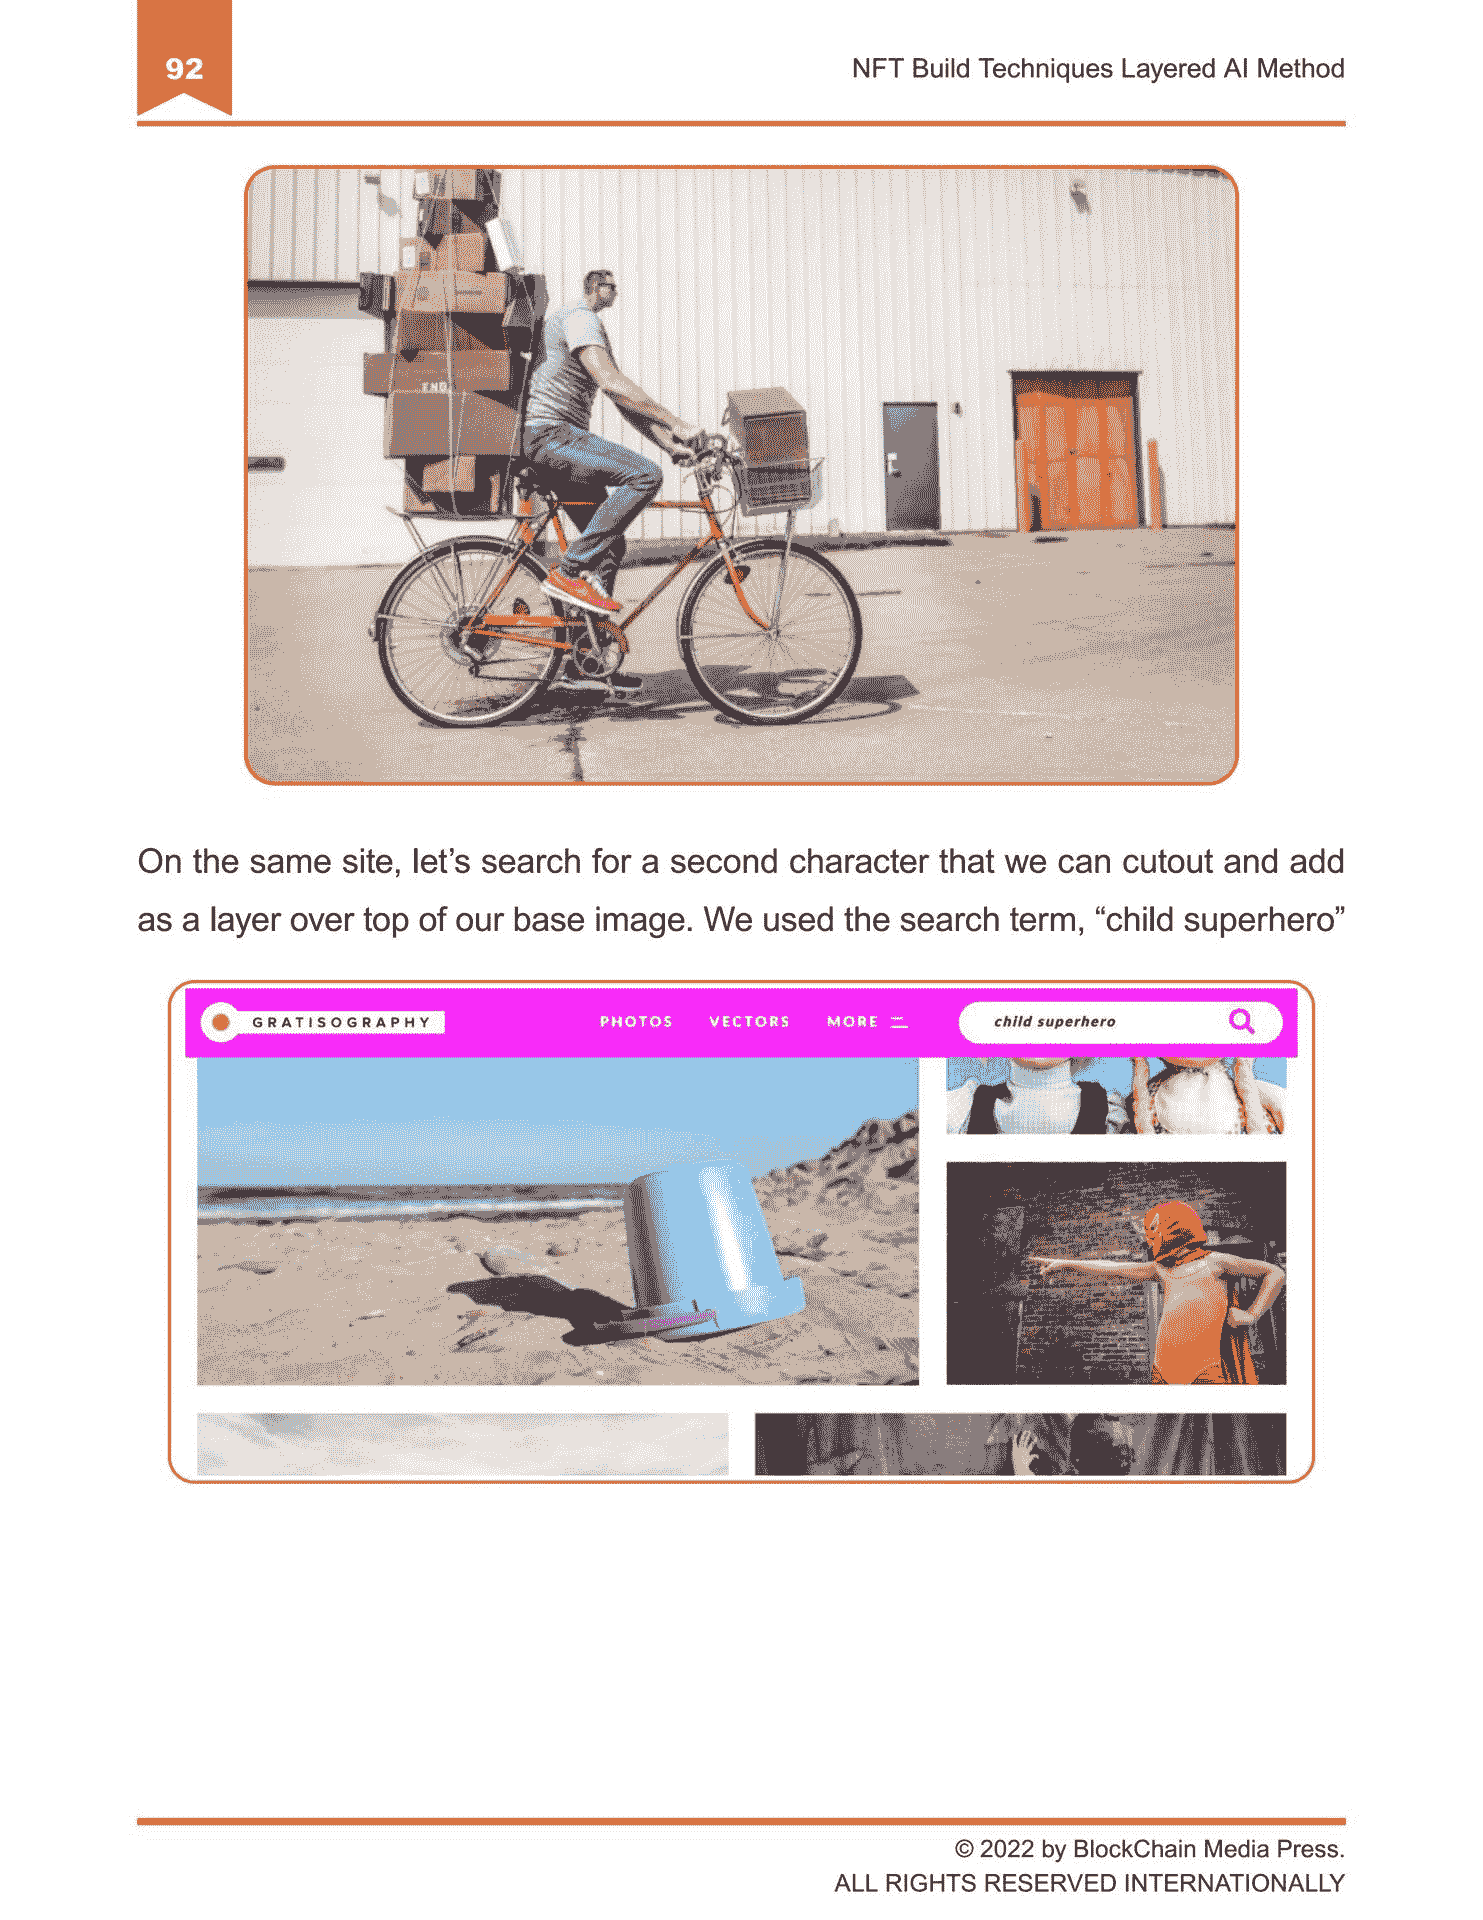 92
NFT Build Techniques Layered AI Method
END.
On the same site, let’s search for a second character that we can cutout and add
as a layer over top of our base image. We used the search term, “child superhero”
GRATISOGRAPHY
PHOTOS VECTORS MORE
child superhero
© 2022 by BlockChain Media Press.
ALL RIGHTS RESERVED INTERNATIONALLY